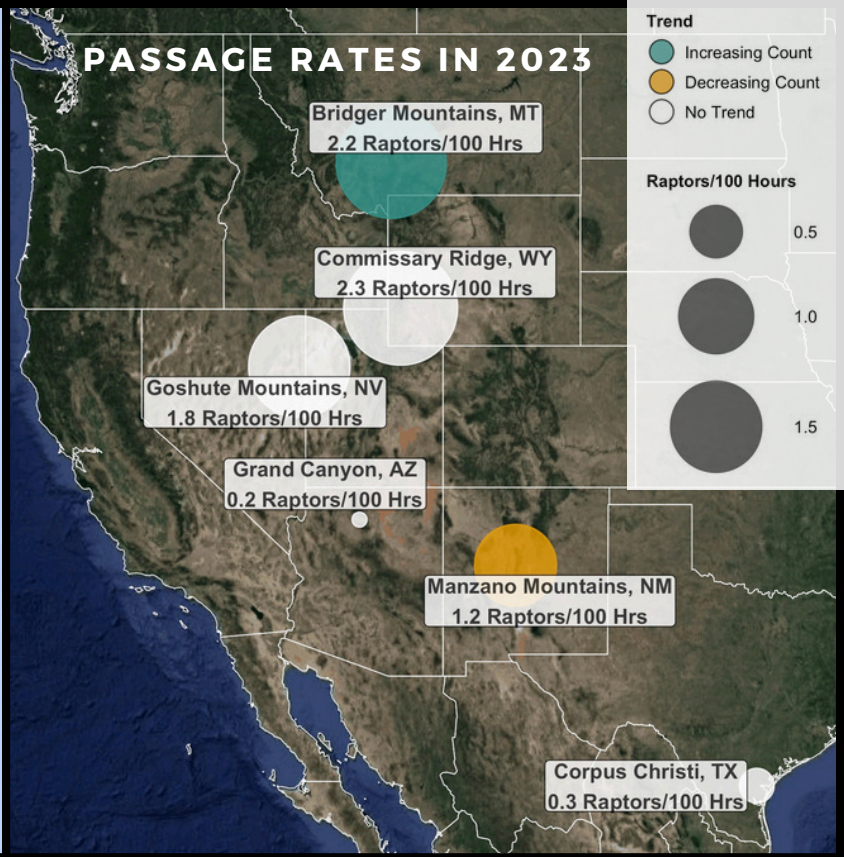 PASSAGE RATES IN 2023
Trend
Increasing Count
Decreasing Count
No Trend
Raptors/100 Hours
0.5
1.0
1.5
Bridger Mountains, MT
2.2 Raptors/100 Hrs
Commissary Ridge, WY
2.3 Raptors/100 Hrs
Goshute Mountains, NV
1.8 Raptors/100 Hrs
Grand Canyon, AZ
0.2 Raptors/100 Hrs
Manzano Mountains, NM
1.2 Raptors/100 Hrs
Corpus Christi, TX
0.3 Raptors/100 Hrs